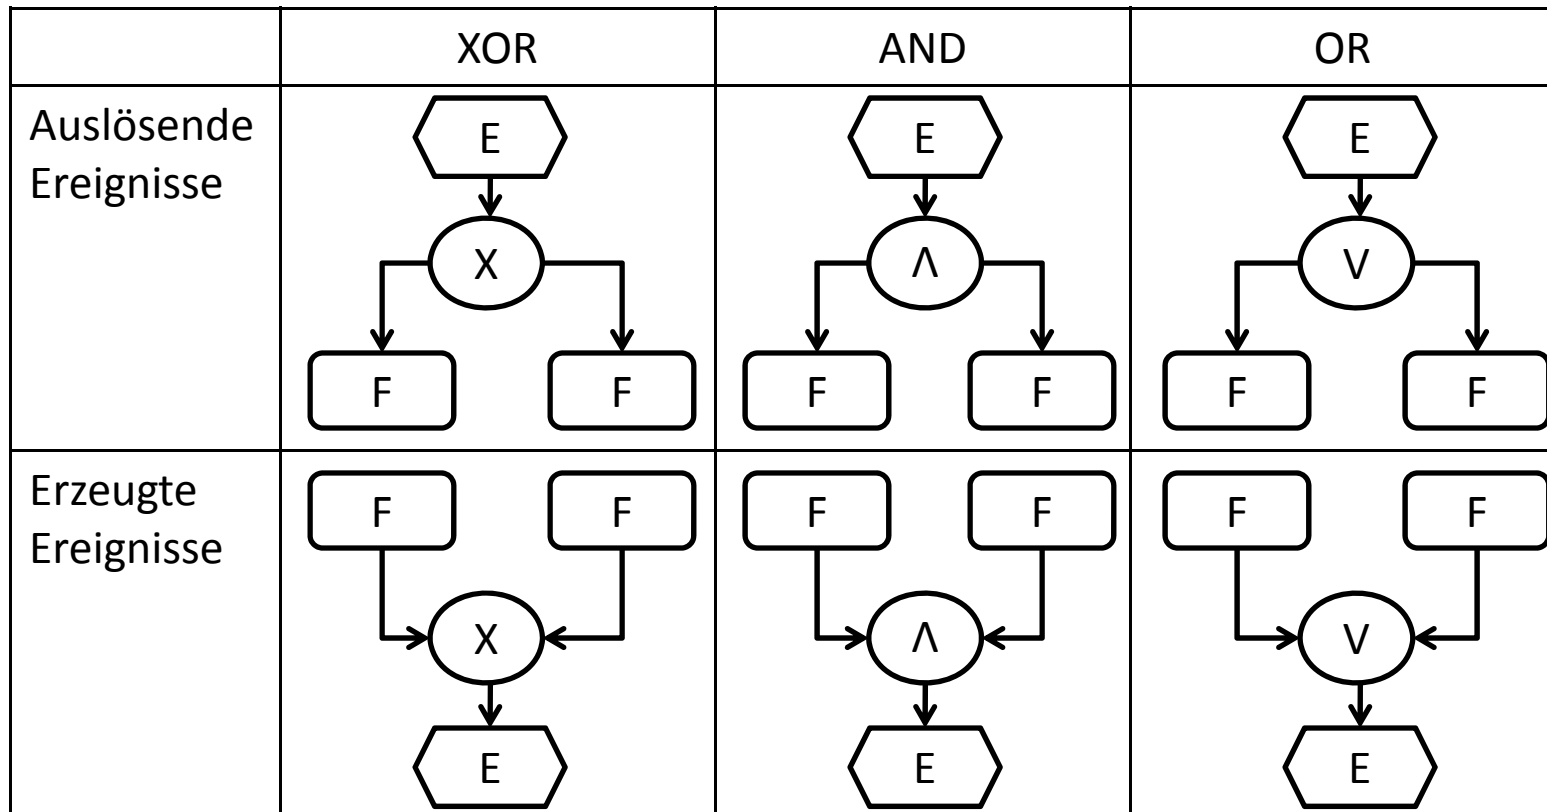 XOR AND OR
Auslösende
Ereignisse
E E E
X Λ V
F F F F F F
Erzeugte
Ereignisse
F F F F F F
X Λ V
E E E